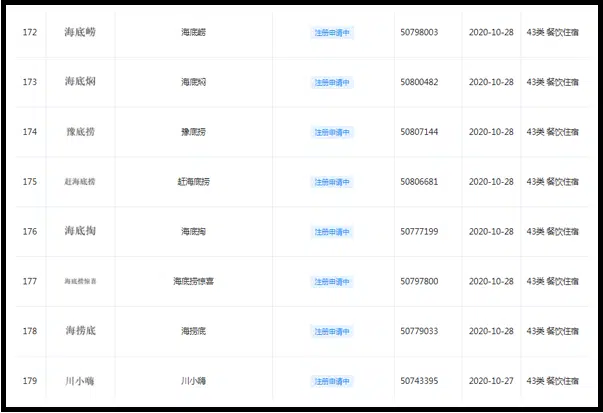 172 海底崂 海底崂 注册申请中 50798003 2020-10-28 43类 餐饮住宿
173 海底焖 海底焖 注册申请中 50800482 2020-10-28 43类 餐饮住宿
174 豫底捞 豫底捞 注册申请中 50807144 2020-10-28 43类 餐饮住宿
175 赶海底捞 赶海底捞 注册申请中 50806681 2020-10-28 43类 餐饮住宿
176 海底掏 海底掏 注册申请中 50777199 2020-10-28 43类 餐饮住宿
177 海底捞惊喜 海底捞惊喜 注册申请中 50797800 2020-10-28 43类 餐饮住宿
178 海捞底 海捞底 注册申请中 50779033 2020-10-28 43类 餐饮住宿
179 川小嗨 川小嗨 注册申请中 50743395 2020-10-27 43类 餐饮住宿